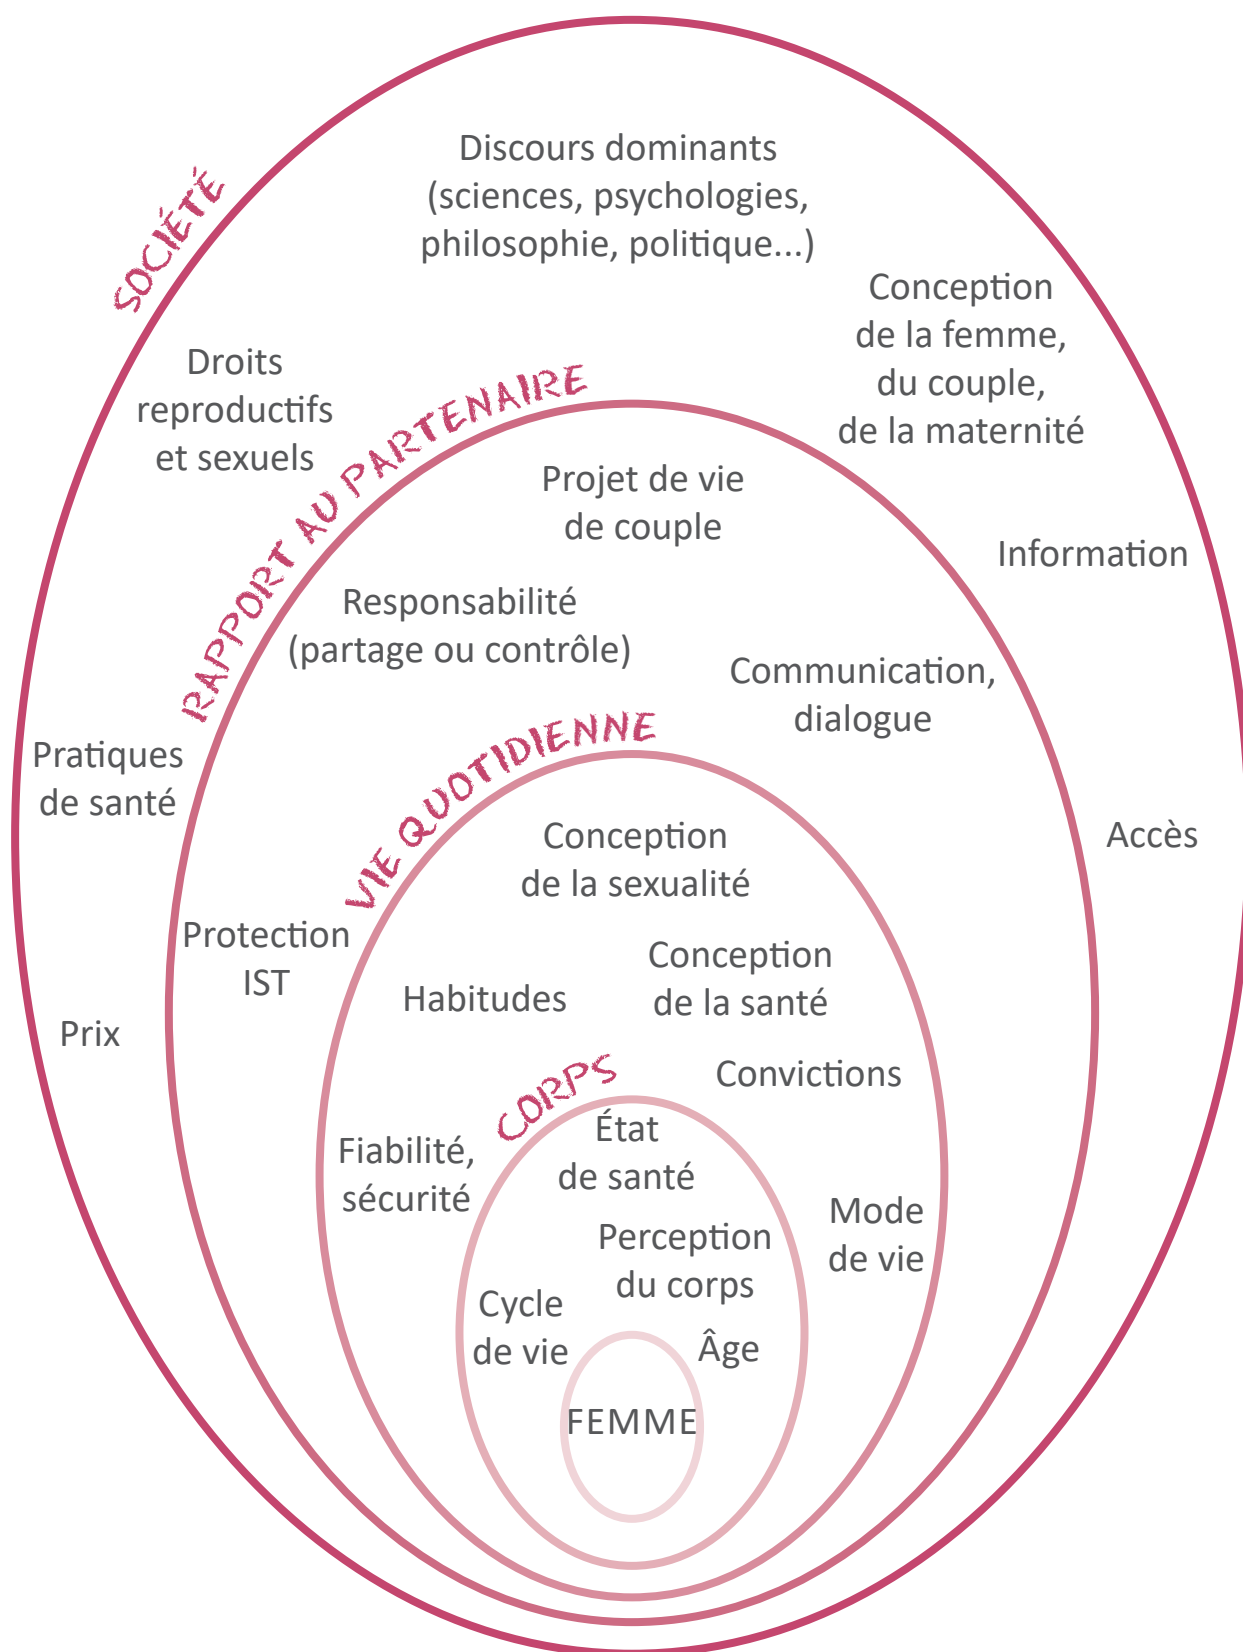 SOCIÉTÉ
Discours dominants
(sciences, psychologies,
philosophie, politique...)
Conception
de la femme,
du couple,
de la maternité
Droits
reproductifs
et sexuels
Information
Pratiques
de santé
Accès
Prix
RAPPORT AU PARTENAIRE
Projet de vie
de couple
Responsabilité
(partage ou contrôle)
Communication,
dialogue
Protection
IST
VIE QUOTIDIENNE
Conception
de la sexualité
Conception
de la santé
Habitudes
Convictions
Fiabilité,
sécurité
Mode
de vie
CORPS
État
de santé
Perception
du corps
Cycle
de vie
Âge
FEMME